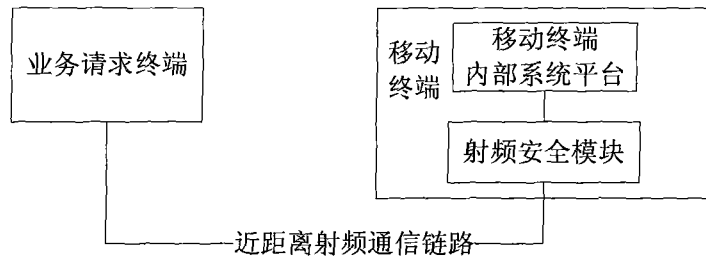 业务请求终端
移动
终端
移动终端
内部系统平台
射频安全模块
近距离射频通信链路